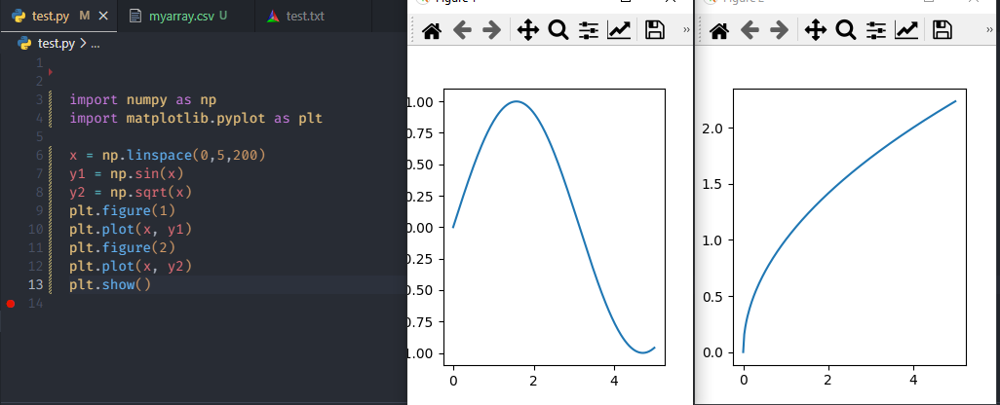 test.py M
myarray.csv U
test.txt
test.py > ...
1
2
3 import numpy as np
4 import matplotlib.pyplot as plt
5
6 x = np.linspace(0,5,200)
7 y1 = np.sin(x)
8 y2 = np.sqrt(x)
9 plt.figure(1)
10 plt.plot(x, y1)
11 plt.figure(2)
12 plt.plot(x, y2)
13 plt.show()
14
1.00
0.75
0.50
0.25
0.00
0.25
0.50
0.75
1.00
0 2 4
2.0
1.5
1.0
0.5
0.0
0 2 4